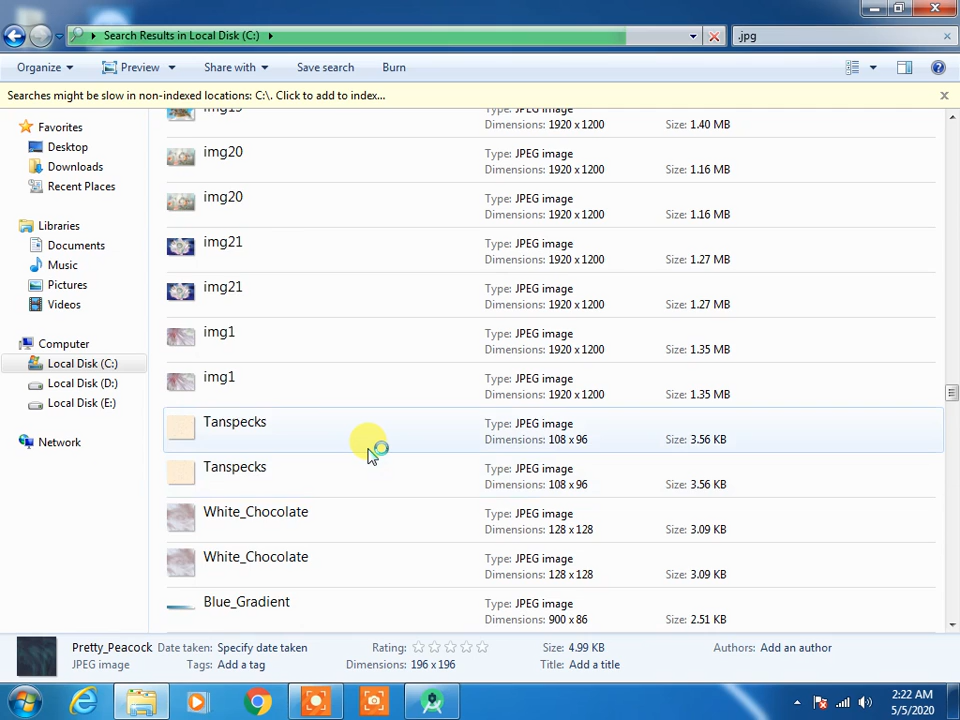 Search Results in Local Disk (C:)
.jpg
Organize Preview Share with Save search Burn
Searches might be slow in non-indexed locations: C:\. Click to add to index...
Favorites
Desktop
Downloads
Recent Places
Libraries
Documents
Music
Pictures
Videos
Computer
Local Disk (C:)
Local Disk (D:)
Local Disk (E:)
Network
img19 Type: JPEG image
Dimensions: 1920 x 1200 Size: 1.40 MB
img20 Type: JPEG image
Dimensions: 1920 x 1200 Size: 1.16 MB
img20 Type: JPEG image
Dimensions: 1920 x 1200 Size: 1.16 MB
img21 Type: JPEG image
Dimensions: 1920 x 1200 Size: 1.27 MB
img21 Type: JPEG image
Dimensions: 1920 x 1200 Size: 1.27 MB
img1 Type: JPEG image
Dimensions: 1920 x 1200 Size: 1.35 MB
img1 Type: JPEG image
Dimensions: 1920 x 1200 Size: 1.35 MB
Tanspecks Type: JPEG image
Dimensions: 108 x 96 Size: 3.56 KB
Tanspecks Type: JPEG image
Dimensions: 108 x 96 Size: 3.56 KB
White_Chocolate Type: JPEG image
Dimensions: 128 x 128 Size: 3.09 KB
White_Chocolate Type: JPEG image
Dimensions: 128 x 128 Size: 3.09 KB
Blue_Gradient Type: JPEG image
Dimensions: 900 x 86 Size: 2.51 KB
Pretty_Peacock Date taken: Specify date taken Rating: Size: 4.99 KB Authors: Add an author
JPEG image Tags: Add a tag Dimensions: 196 x 196 Title: Add a title
2:22 AM
5/5/2020